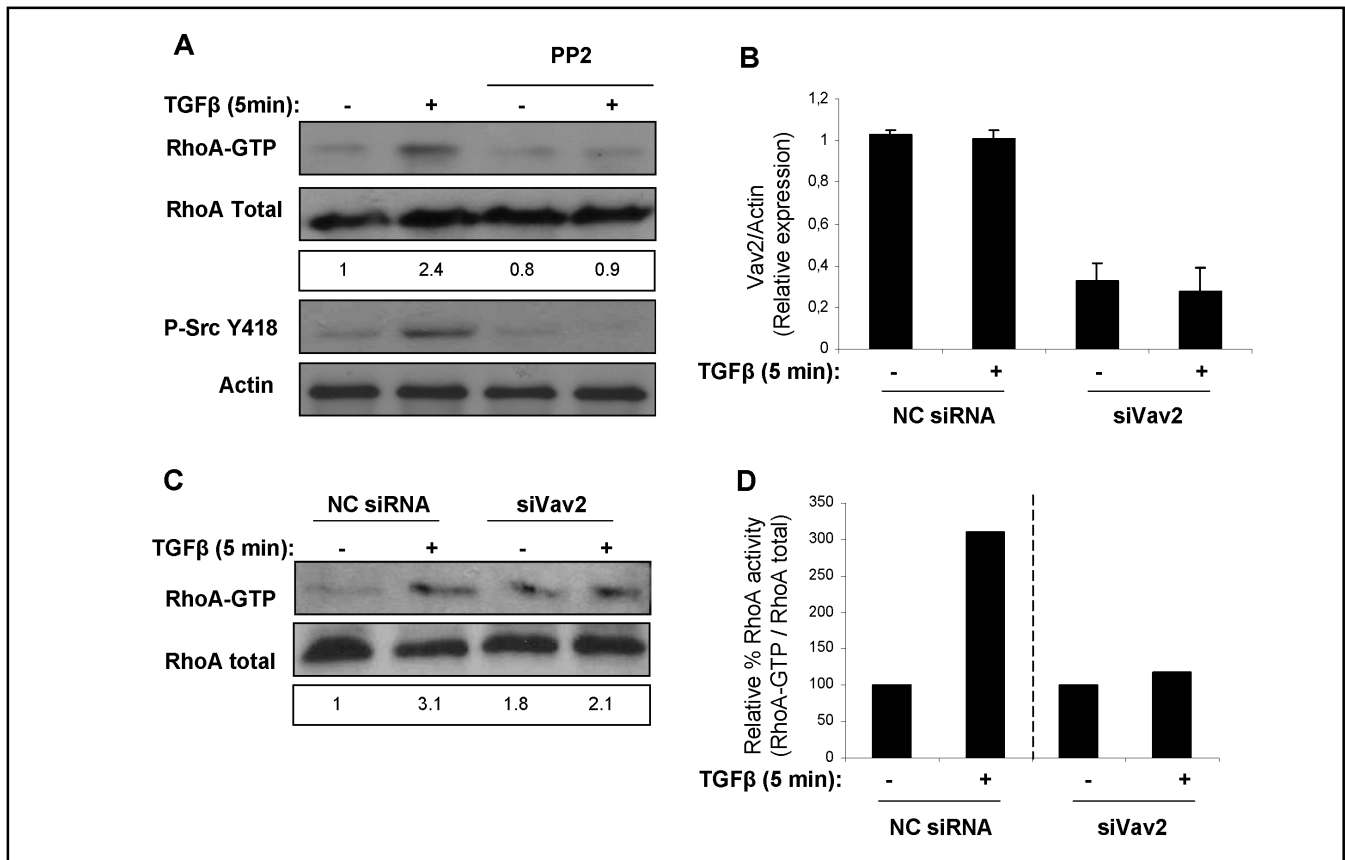 A
PP2
TGFβ (5min): - + - +
RhoA-GTP
RhoA Total
1 2.4 0.8 0.9
P-Src Y418
Actin
B
Vav2/Actin
(Relative expression)
1,2
1
0,8
0,6
0,4
0,2
0
TGFβ (5 min): - + - +
NC siRNA siVav2
C
NC siRNA siVav2
TGFβ (5 min): - + - +
RhoA-GTP
RhoA total
1 3.1 1.8 2.1
D
Relative % RhoA activity
(RhoA-GTP / RhoA total)
350
300
250
200
150
100
50
0
TGFβ (5 min): - + - +
NC siRNA siVav2